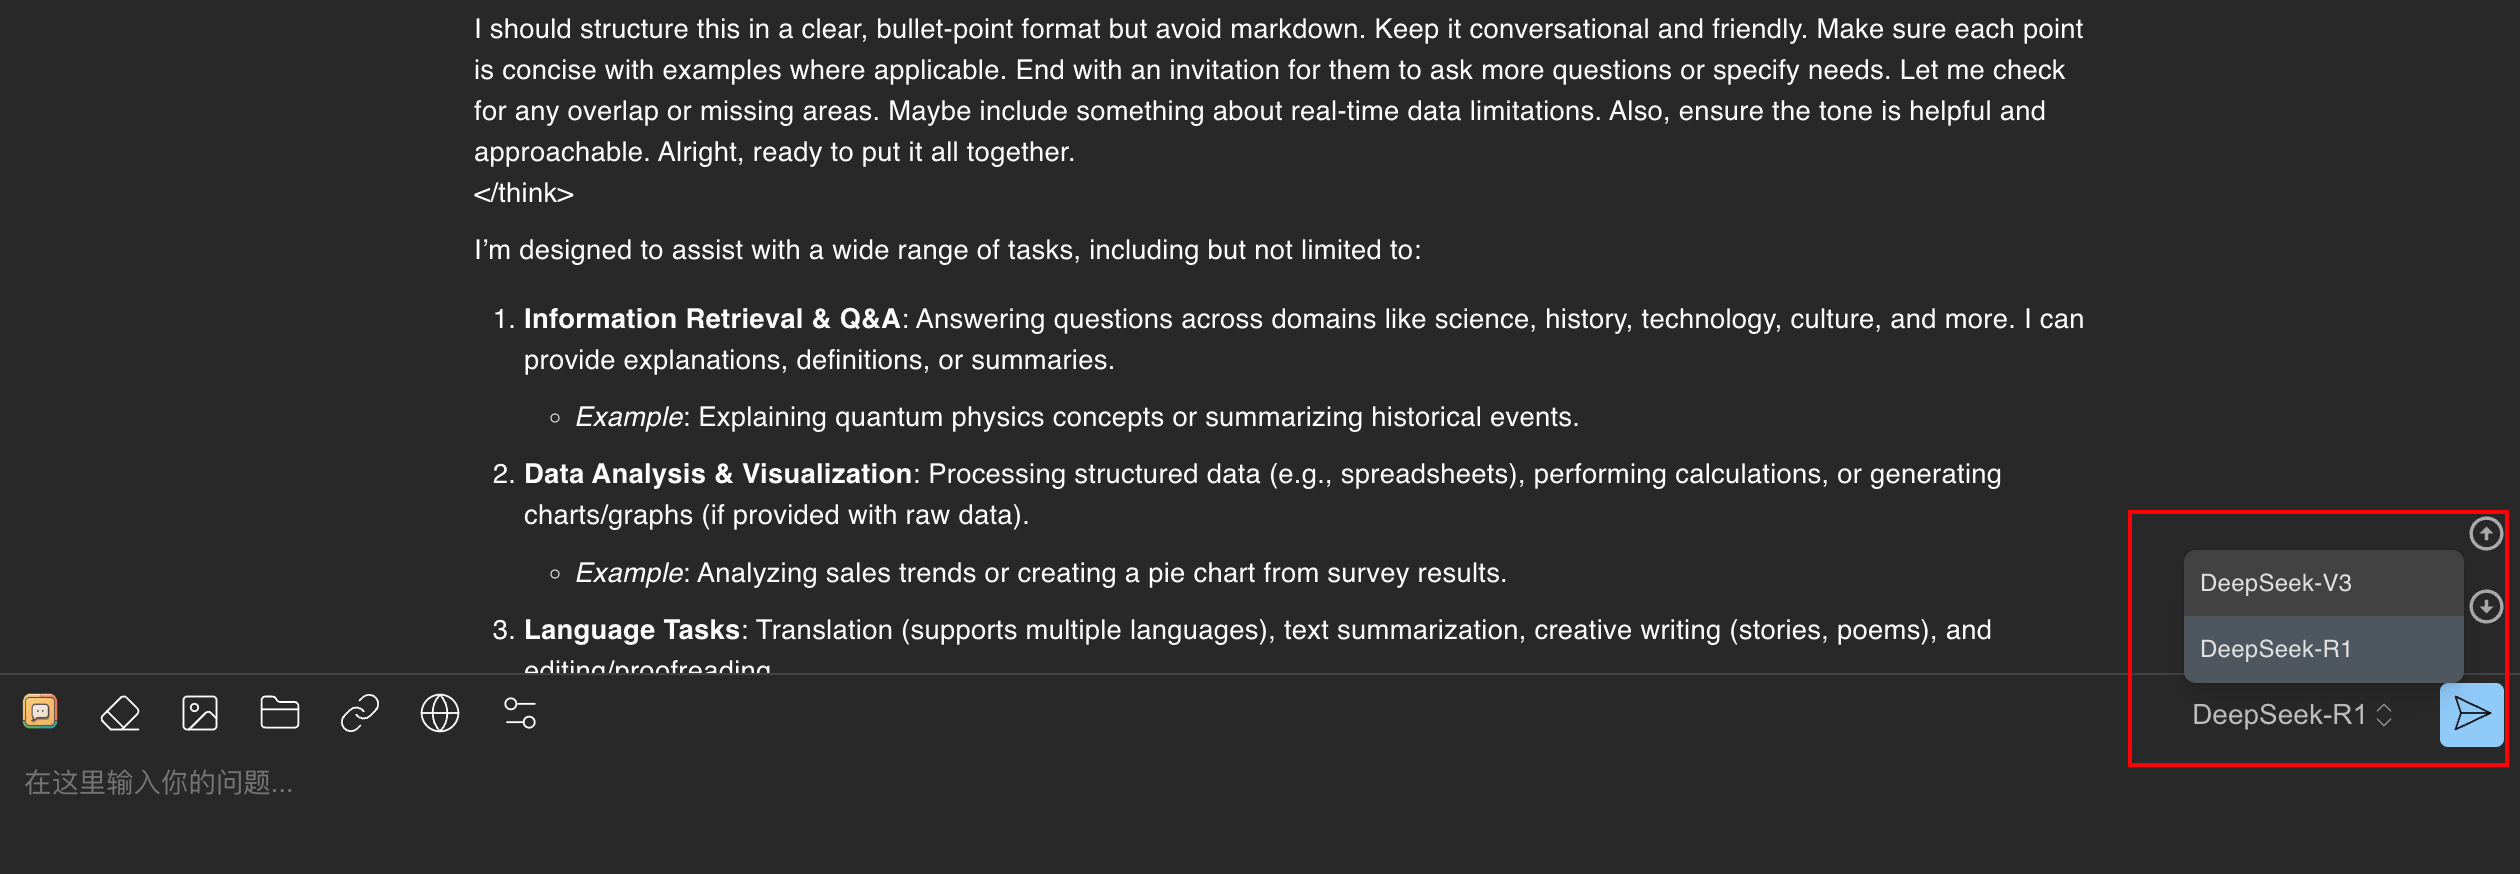 I should structure this in a clear, bullet-point format but avoid markdown. Keep it conversational and friendly. Make sure each point
is concise with examples where applicable. End with an invitation for them to ask more questions or specify needs. Let me check
for any overlap or missing areas. Maybe include something about real-time data limitations. Also, ensure the tone is helpful and
approachable. Alright, ready to put it all together.
</think>
I’m designed to assist with a wide range of tasks, including but not limited to:
1. Information Retrieval & Q&A: Answering questions across domains like science, history, technology, culture, and more. I can
provide explanations, definitions, or summaries.
Example: Explaining quantum physics concepts or summarizing historical events.
2. Data Analysis & Visualization: Processing structured data (e.g., spreadsheets), performing calculations, or generating
charts/graphs (if provided with raw data).
Example: Analyzing sales trends or creating a pie chart from survey results.
3. Language Tasks: Translation (supports multiple languages), text summarization, creative writing (stories, poems), and
editing/proofreading
DeepSeek-V3
DeepSeek-R1
DeepSeek-R1
在这里输入你的问题...